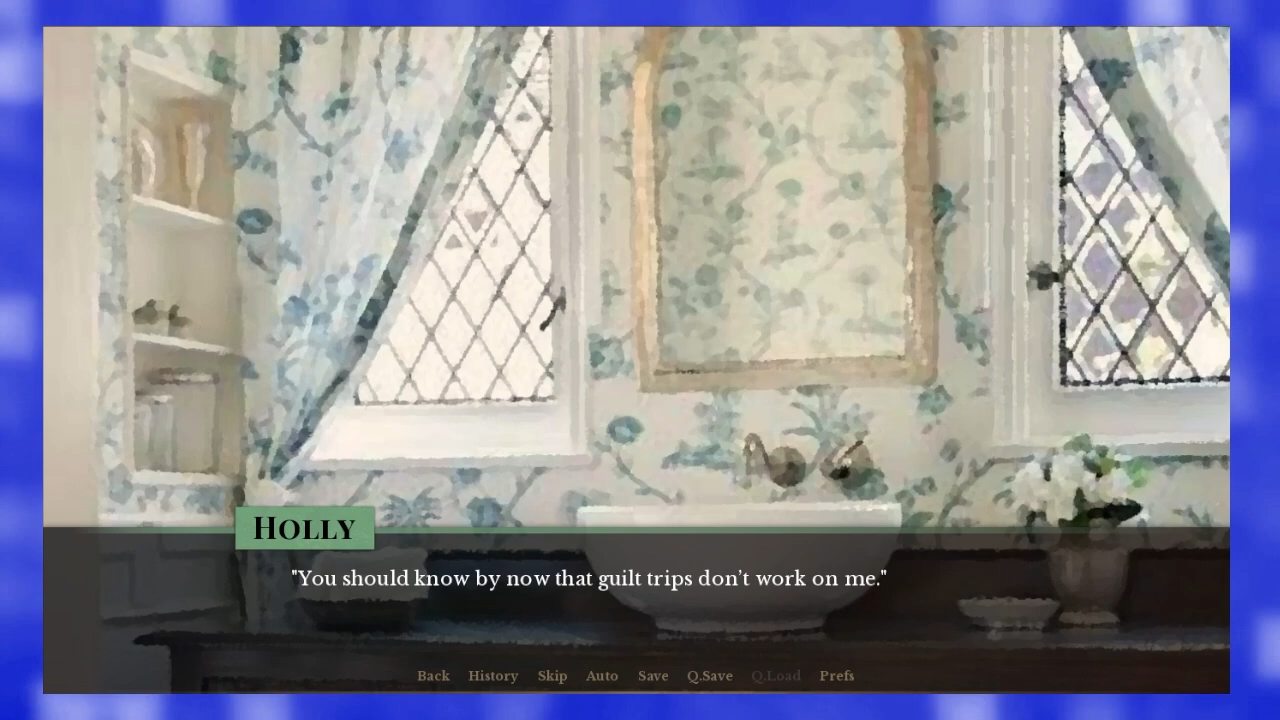 Holly
"You should know by now that guilt trips don't work on me."
Back History Skip Auto Save Q.Save Q.Load Prefs